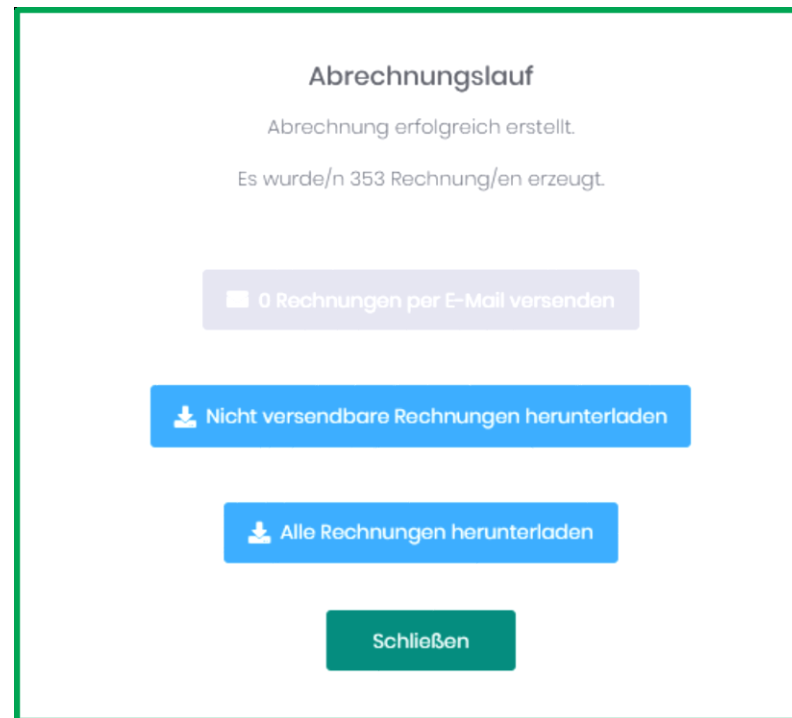 Abrechnungslauf
Abrechnung erfolgreich erstellt.
Es wurde/n 353 Rechnung/en erzeugt.
0 Rechnungen per E-Mail versenden
Nicht versendbare Rechnungen herunterladen
Alle Rechnungen herunterladen
Schließen